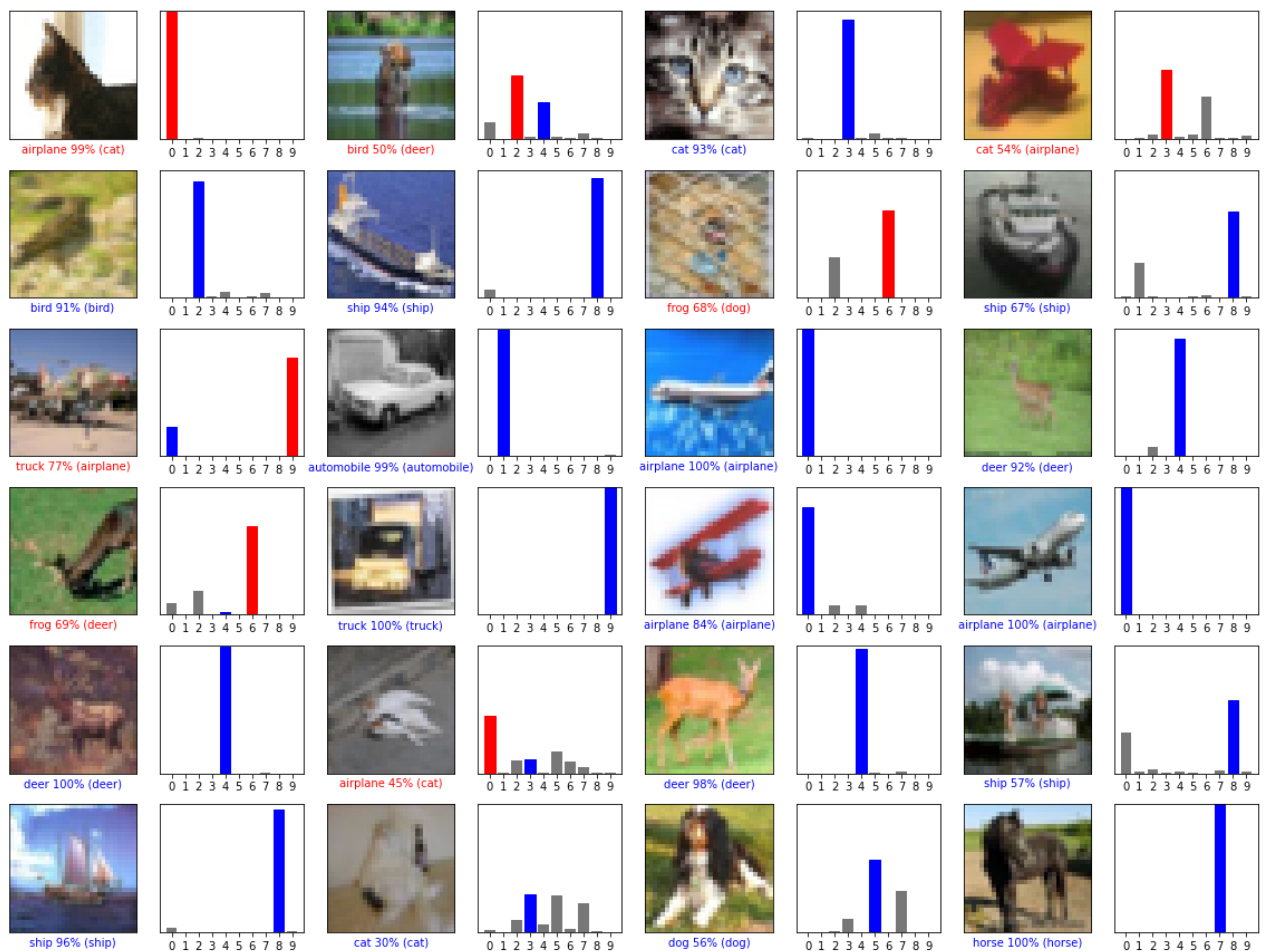 0 1 2 3 4 5 6 7 8 9 0 1 2 3 4 5 6 7 8 9 0 1 2 3 4 5 6 7 8 9 0 1 2 3 4 5 6 7 8 9
airplane 99% (cat) bird 50% (deer) cat 93% (cat) cat 54% (airplane)
0 1 2 3 4 5 6 7 8 9 0 1 2 3 4 5 6 7 8 9 0 1 2 3 4 5 6 7 8 9 0 1 2 3 4 5 6 7 8 9
bird 91% (bird) ship 94% (ship) frog 68% (dog) ship 67% (ship)
0 1 2 3 4 5 6 7 8 9 0 1 2 3 4 5 6 7 8 9 0 1 2 3 4 5 6 7 8 9 0 1 2 3 4 5 6 7 8 9
truck 77% (airplane) automobile 99% (automobile) airplane 100% (airplane) deer 92% (deer)
0 1 2 3 4 5 6 7 8 9 0 1 2 3 4 5 6 7 8 9 0 1 2 3 4 5 6 7 8 9 0 1 2 3 4 5 6 7 8 9
frog 69% (deer) truck 100% (truck) airplane 84% (airplane) airplane 100% (airplane)
0 1 2 3 4 5 6 7 8 9 0 1 2 3 4 5 6 7 8 9 0 1 2 3 4 5 6 7 8 9 0 1 2 3 4 5 6 7 8 9
deer 100% (deer) airplane 45% (cat) deer 98% (deer) ship 57% (ship)
0 1 2 3 4 5 6 7 8 9 0 1 2 3 4 5 6 7 8 9 0 1 2 3 4 5 6 7 8 9 0 1 2 3 4 5 6 7 8 9
ship 96% (ship) cat 30% (cat) dog 56% (dog) horse 100% (horse)